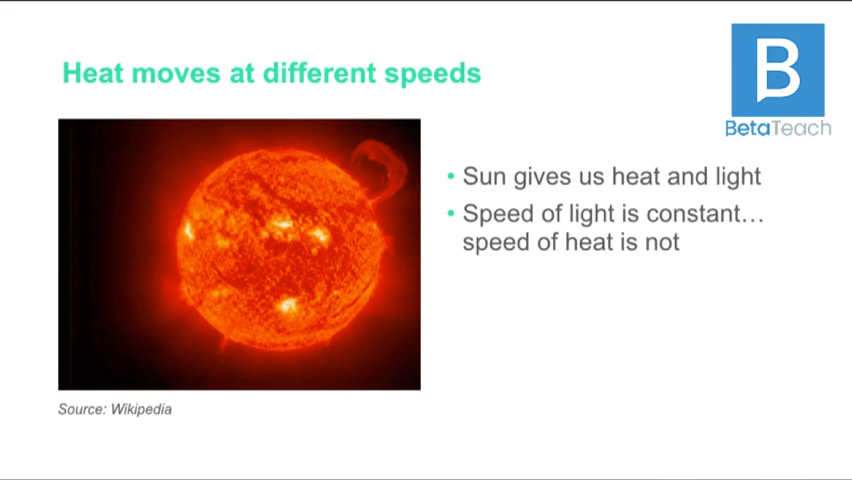 Heat moves at different speeds
B
BetaTeach
• Sun gives us heat and light
• Speed of light is constant…
speed of heat is not
Source: Wikipedia